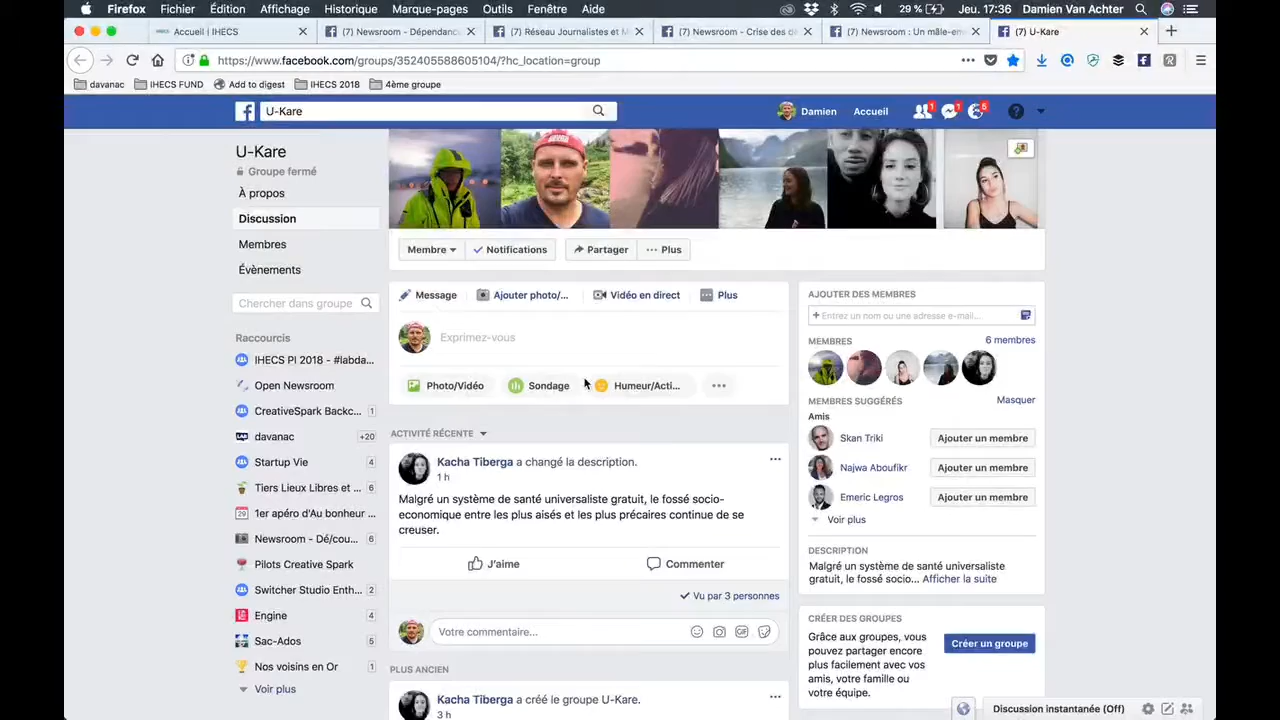 Firefox Fichier Édition Affichage Historique Marque-pages Outils Fenêtre Aide 29 % Jeu. 17:36 Damien Van Achter
Accueil | IHECS (7) Newsroom - Dépendanc (7) Réseau Journalistes et M (7) Newsroom - Crise des d (7) Newsroom : Un mâle-em (7) U-Kare
https://www.facebook.com/groups/352405588605104/?hc_location=group
davanac IHECS FUND Add to digest IHECS 2018 4ème groupe
U-Kare Damien Accueil 1 1 5
U-Kare
Groupe fermé
À propos
Discussion
Membres
Évènements
Chercher dans groupe
Raccourcis
IHECS PI 2018 - #labda...
Open Newsroom
CreativeSpark Backc... 1
davanac +20
Startup Vie 4
Tiers Lieux Libres et ... 6
1er apéro d'Au bonheur ...
Newsroom - Dé/cou... 6
Pilots Creative Spark
Switcher Studio Enth... 2
Engine 4
Sac-Ados 5
Nos voisins en Or 1
Voir plus
Membre Notifications Partager Plus
Message Ajouter photo/... Vidéo en direct Plus
Exprimez-vous
Photo/Vidéo Sondage Humeur/Acti...
ACTIVITÉ RÉCENTE
Kacha Tiberga a changé la description.
1 h
Malgré un système de santé universaliste gratuit, le fossé socio-
economique entre les plus aisés et les plus précaires continue de se
creuser.
J'aime Commenter
Vu par 3 personnes
Votre commentaire... GIF
PLUS ANCIEN
Kacha Tiberga a créé le groupe U-Kare.
3 h
AJOUTER DES MEMBRES
+ Entrez un nom ou une adresse e-mail...
MEMBRES 6 membres
MEMBRES SUGGÉRÉS Masquer
Amis
Skan Triki Ajouter un membre
Najwa Aboufikr Ajouter un membre
Emeric Legros Ajouter un membre
Voir plus
DESCRIPTION
Malgré un système de santé universaliste
gratuit, le fossé socio... Afficher la suite
CRÉER DES GROUPES
Grâce aux groupes, vous
pouvez partager encore
plus facilement avec vos
amis, votre famille ou
votre équipe.
Créer un groupe
Discussion instantanée (Off)